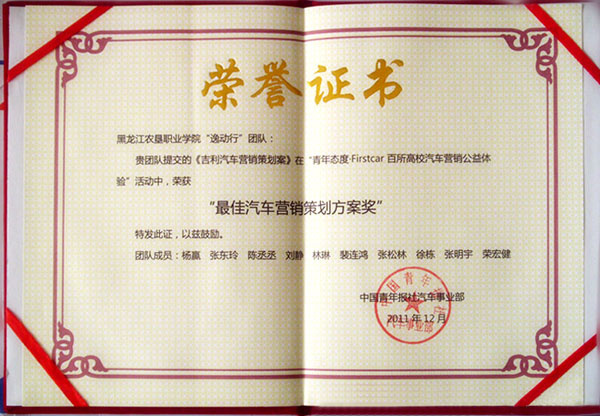 荣誉证书
黑龙江农垦职业学院“逸动行”团队：
贵团队提交的《吉利汽车营销策划案》在“青年态度·Firstcar 百所高校汽车营销公益体
验”活动中，荣获
“最佳汽车营销策划方案奖”
特发此证，以兹鼓励。
团队成员：杨赢 张东玲 陈丞丞 刘静 林琳 裴连鸿 张松林 徐栋 张明宇 荣宏健
中国青年报社汽车事业部
2011年12月
中国青年报社